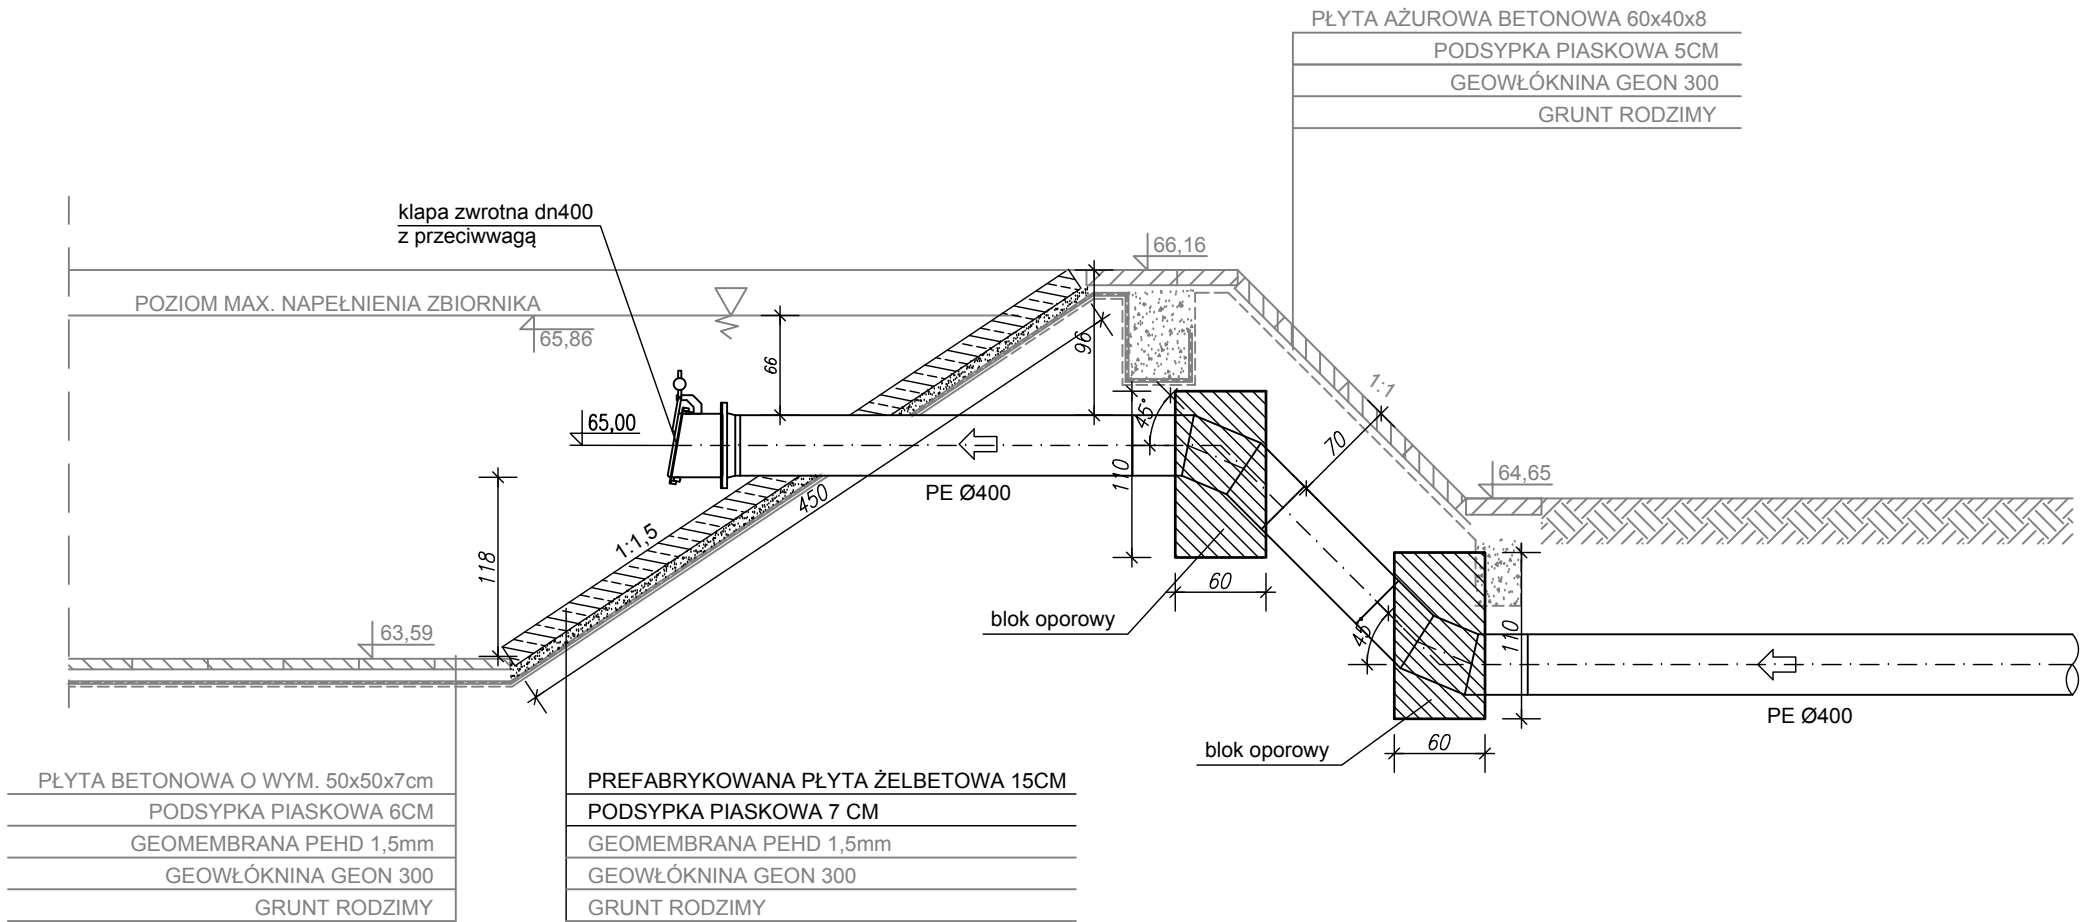 PŁYTA AŻUROWA BETONOWA 60x40x8
PODSYPKA PIASKOWA 5CM
GEOWŁÓKNINA GEON 300
GRUNT RODZIMY
klapa zwrotna dn400
z przeciwwagą
66,16
POZIOM MAX. NAPEŁNIENIA ZBIORNIKA
65,86
66
96
1:1
65,00
45°
70
110
64,65
PE Ø400
450
1:1,5
118
60
blok oporowy
63,59
45°
110
PE Ø400
blok oporowy
60
PŁYTA BETONOWA O WYM. 50x50x7cm
PODSYPKA PIASKOWA 6CM
GEOMEMBRANA PEHD 1,5mm
GEOWŁÓKNINA GEON 300
GRUNT RODZIMY
PREFABRYKOWANA PŁYTA ŻELBETOWA 15CM
PODSYPKA PIASKOWA 7 CM
GEOMEMBRANA PEHD 1,5mm
GEOWŁÓKNINA GEON 300
GRUNT RODZIMY